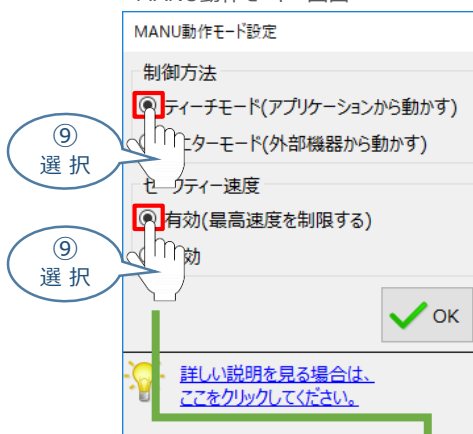 MANU動作モード設定
制御方法
ティーチモード(アプリケーションから動かす)
ターモード(外部機器から動かす)
⑨
選 択
セ フティー速度
有効(最高速度を制限する)
効
⑨
選 択
OK
詳しい説明を見る場合は、
ここをクリックしてください。